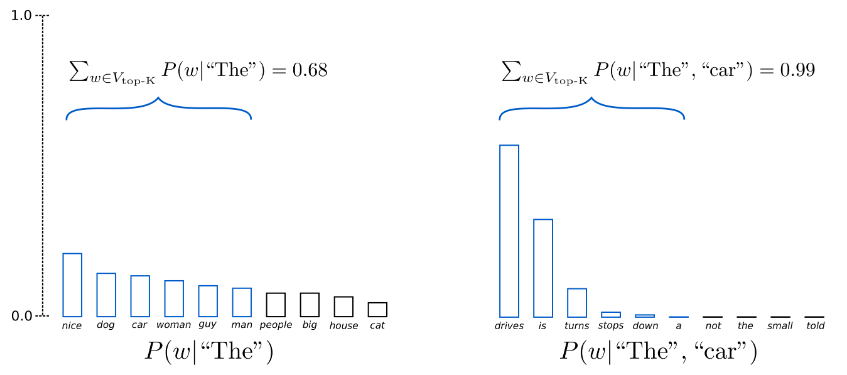 1.0
∑w∈Vtop-K P(w|“The”) = 0.68
∑w∈Vtop-K P(w|“The”, “car”) = 0.99
0.0
nice dog car woman guy man people big house cat
drives is turns stops down a not the small told
P(w|“The”)
P(w|“The”, “car”)